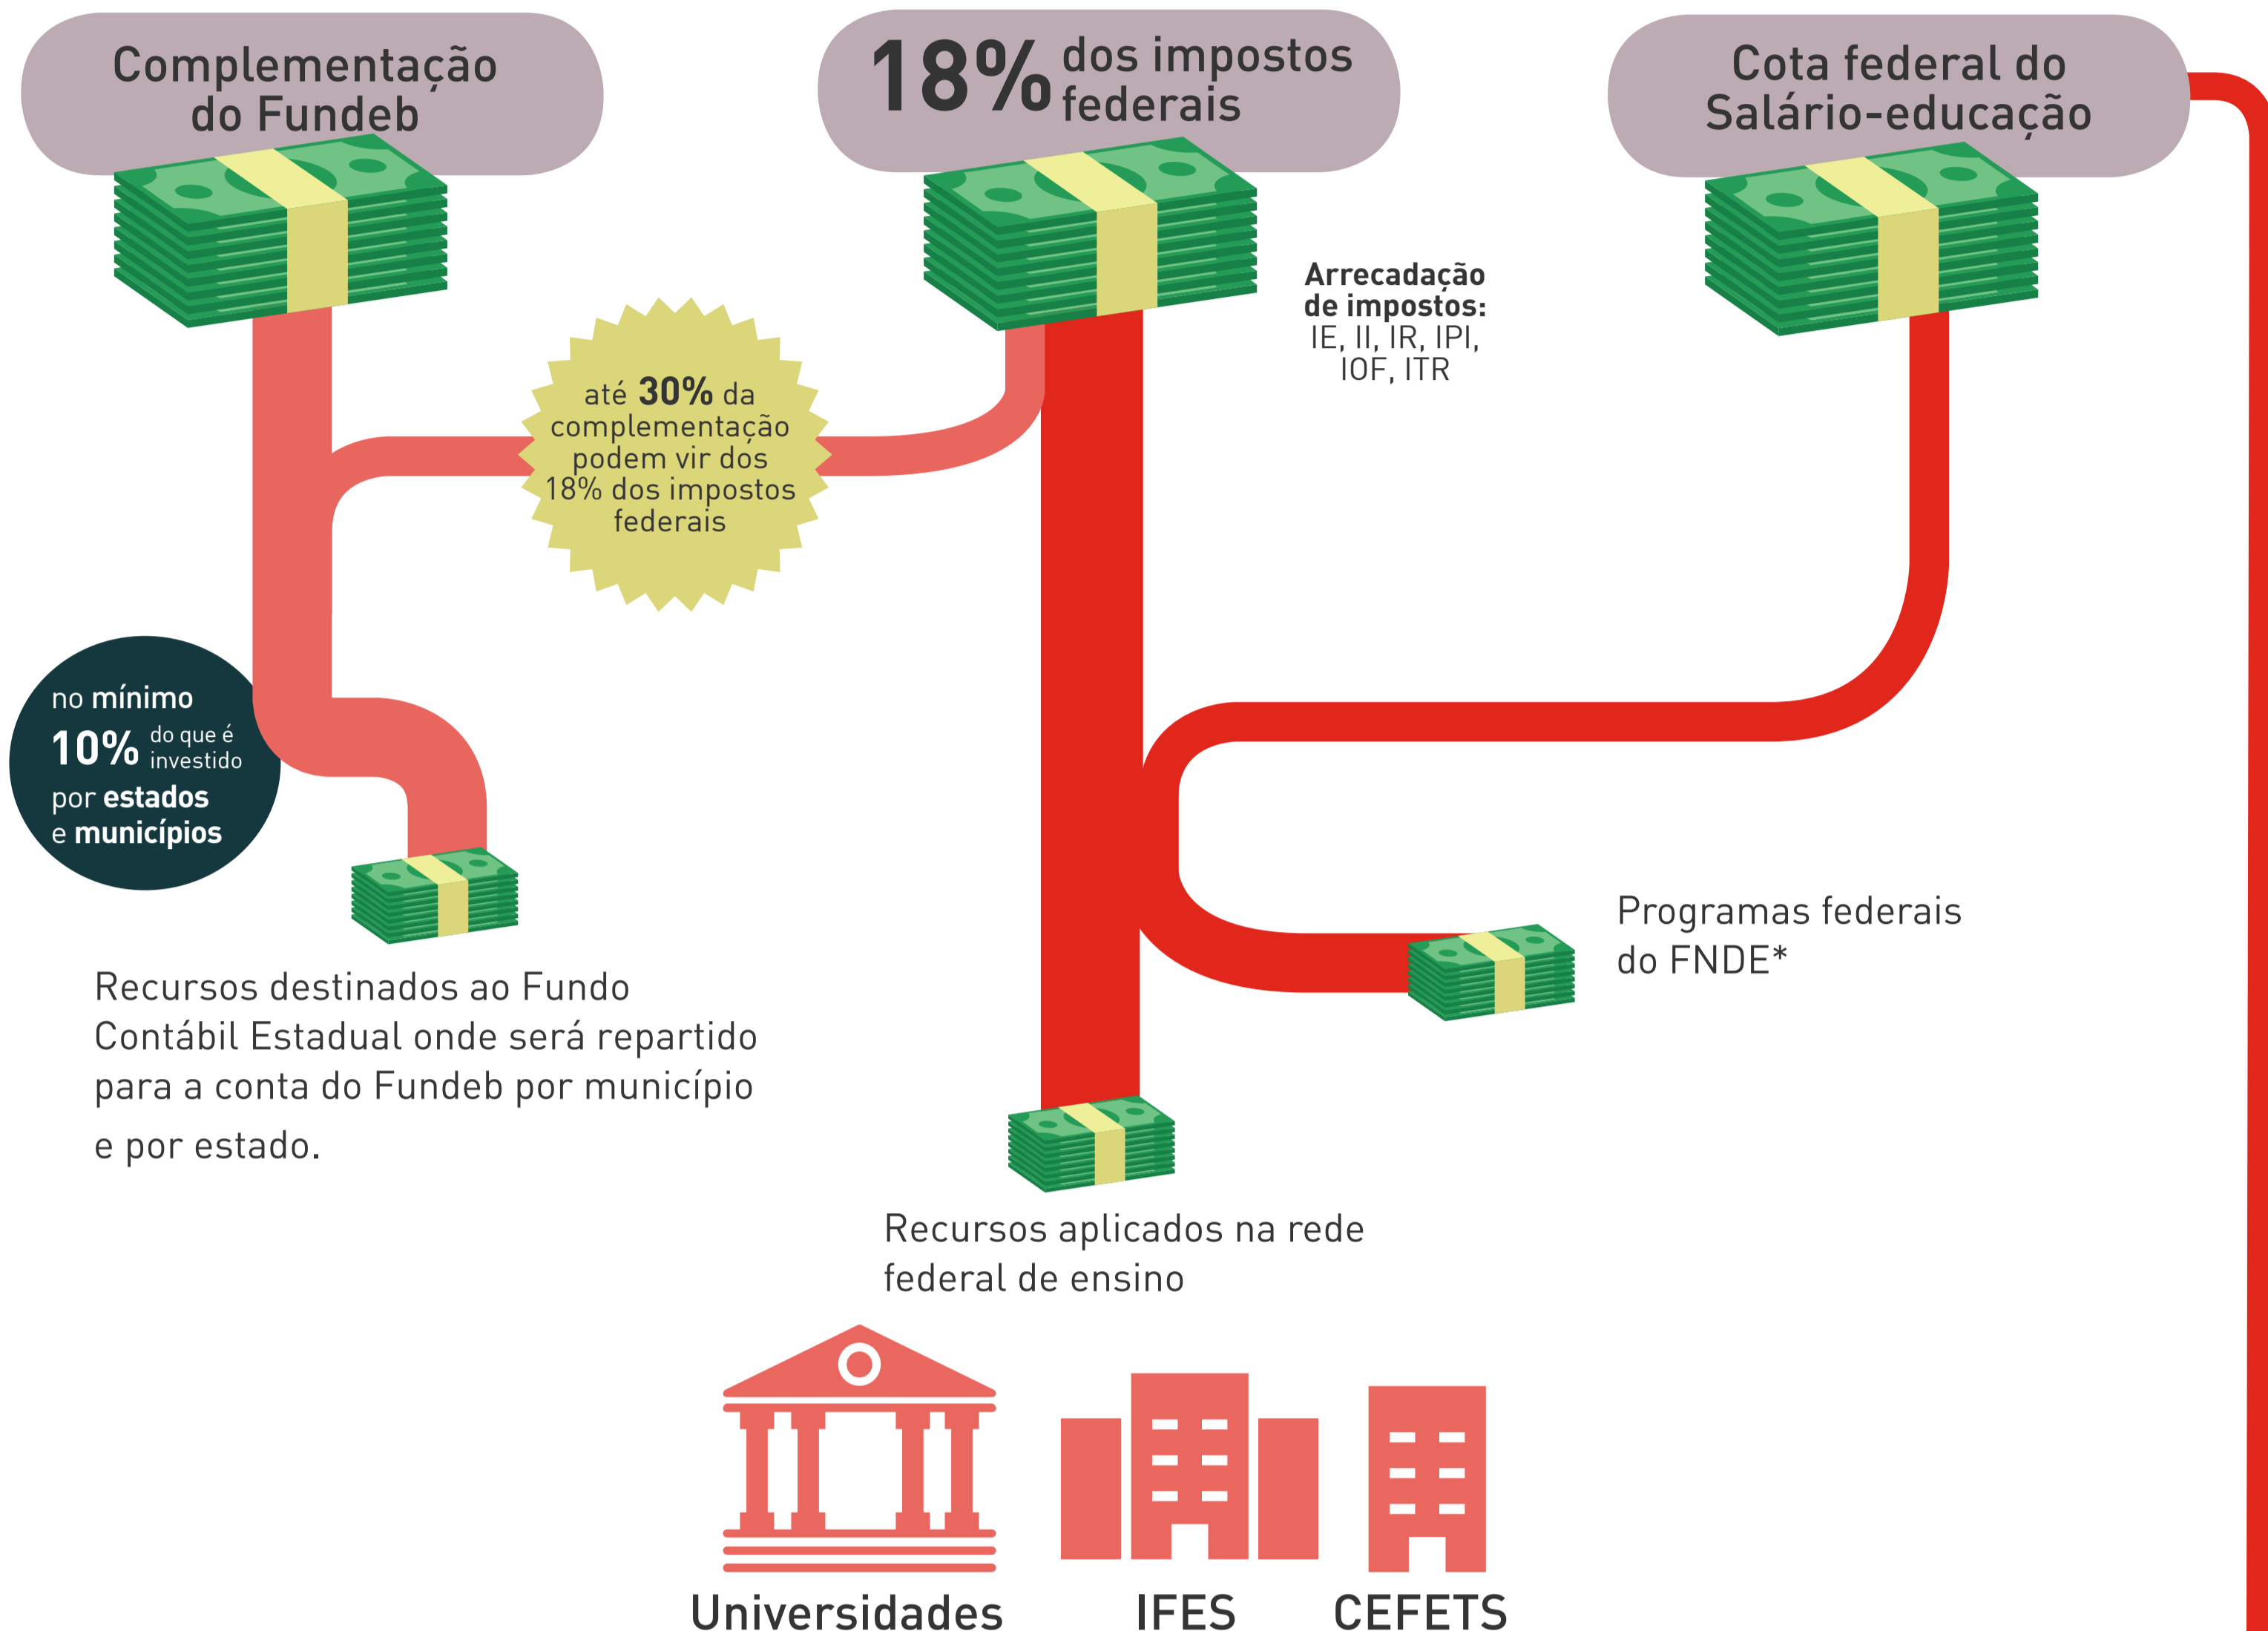 Complementação
do Fundeb
18% dos impostos
federais
Cota federal do
Salário-educação
Arrecadação
de impostos:
IE, II, IR, IPI,
IOF, ITR
até 30% da
complementação
podem vir dos
18% dos impostos
federais
no mínimo
10% do que é
investido
por estados
e municípios
Programas federais
do FNDE*
Recursos destinados ao Fundo
Contábil Estadual onde será repartido
para a conta do Fundeb por município
e por estado.
Recursos aplicados na rede
federal de ensino
Universidades
IFES
CEFETS